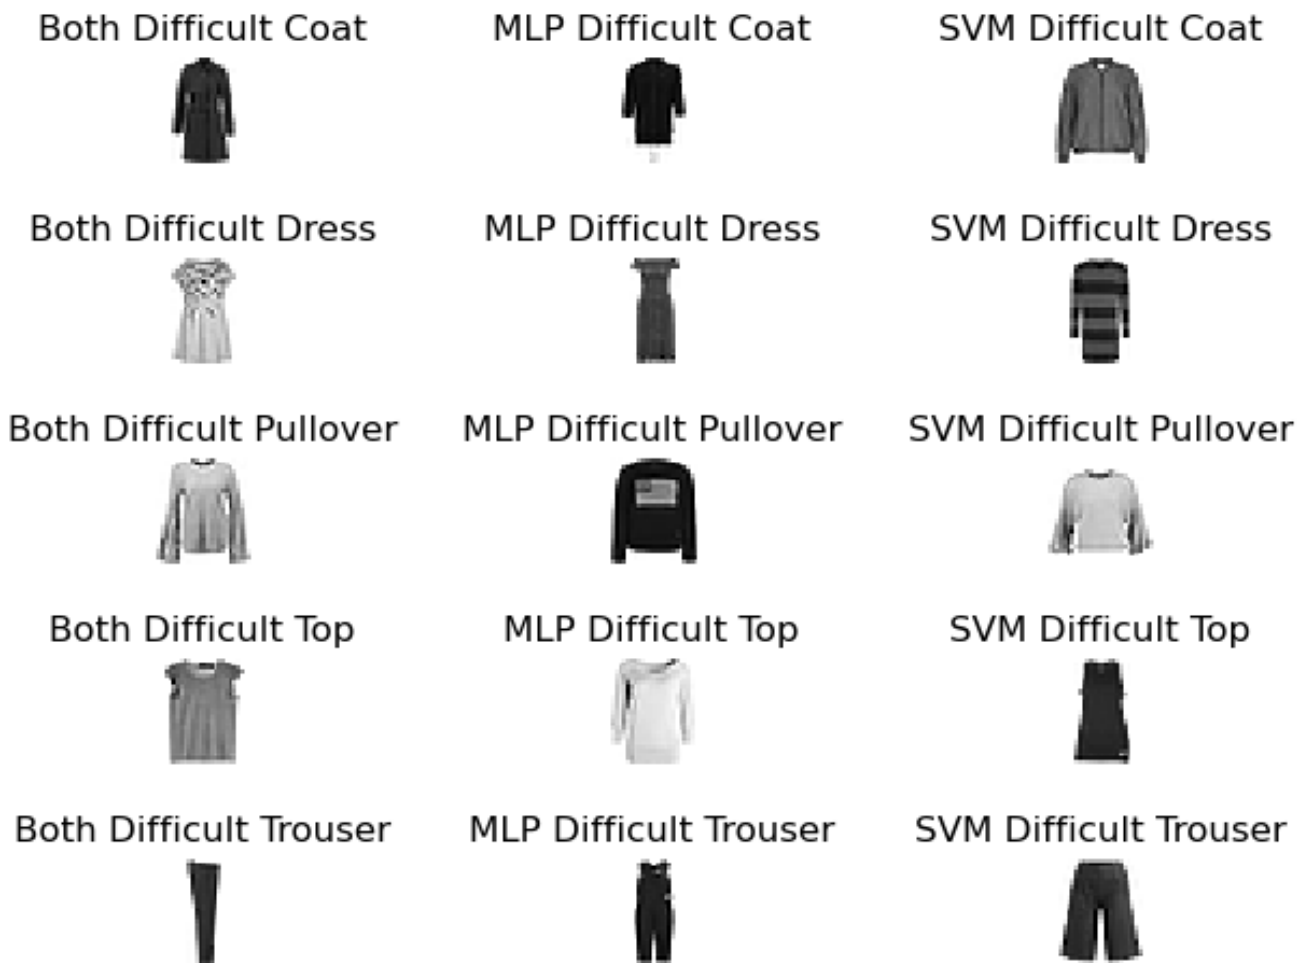 Both Difficult Coat
MLP Difficult Coat
SVM Difficult Coat
Both Difficult Dress
MLP Difficult Dress
SVM Difficult Dress
Both Difficult Pullover
MLP Difficult Pullover
SVM Difficult Pullover
Both Difficult Top
MLP Difficult Top
SVM Difficult Top
Both Difficult Trouser
MLP Difficult Trouser
SVM Difficult Trouser